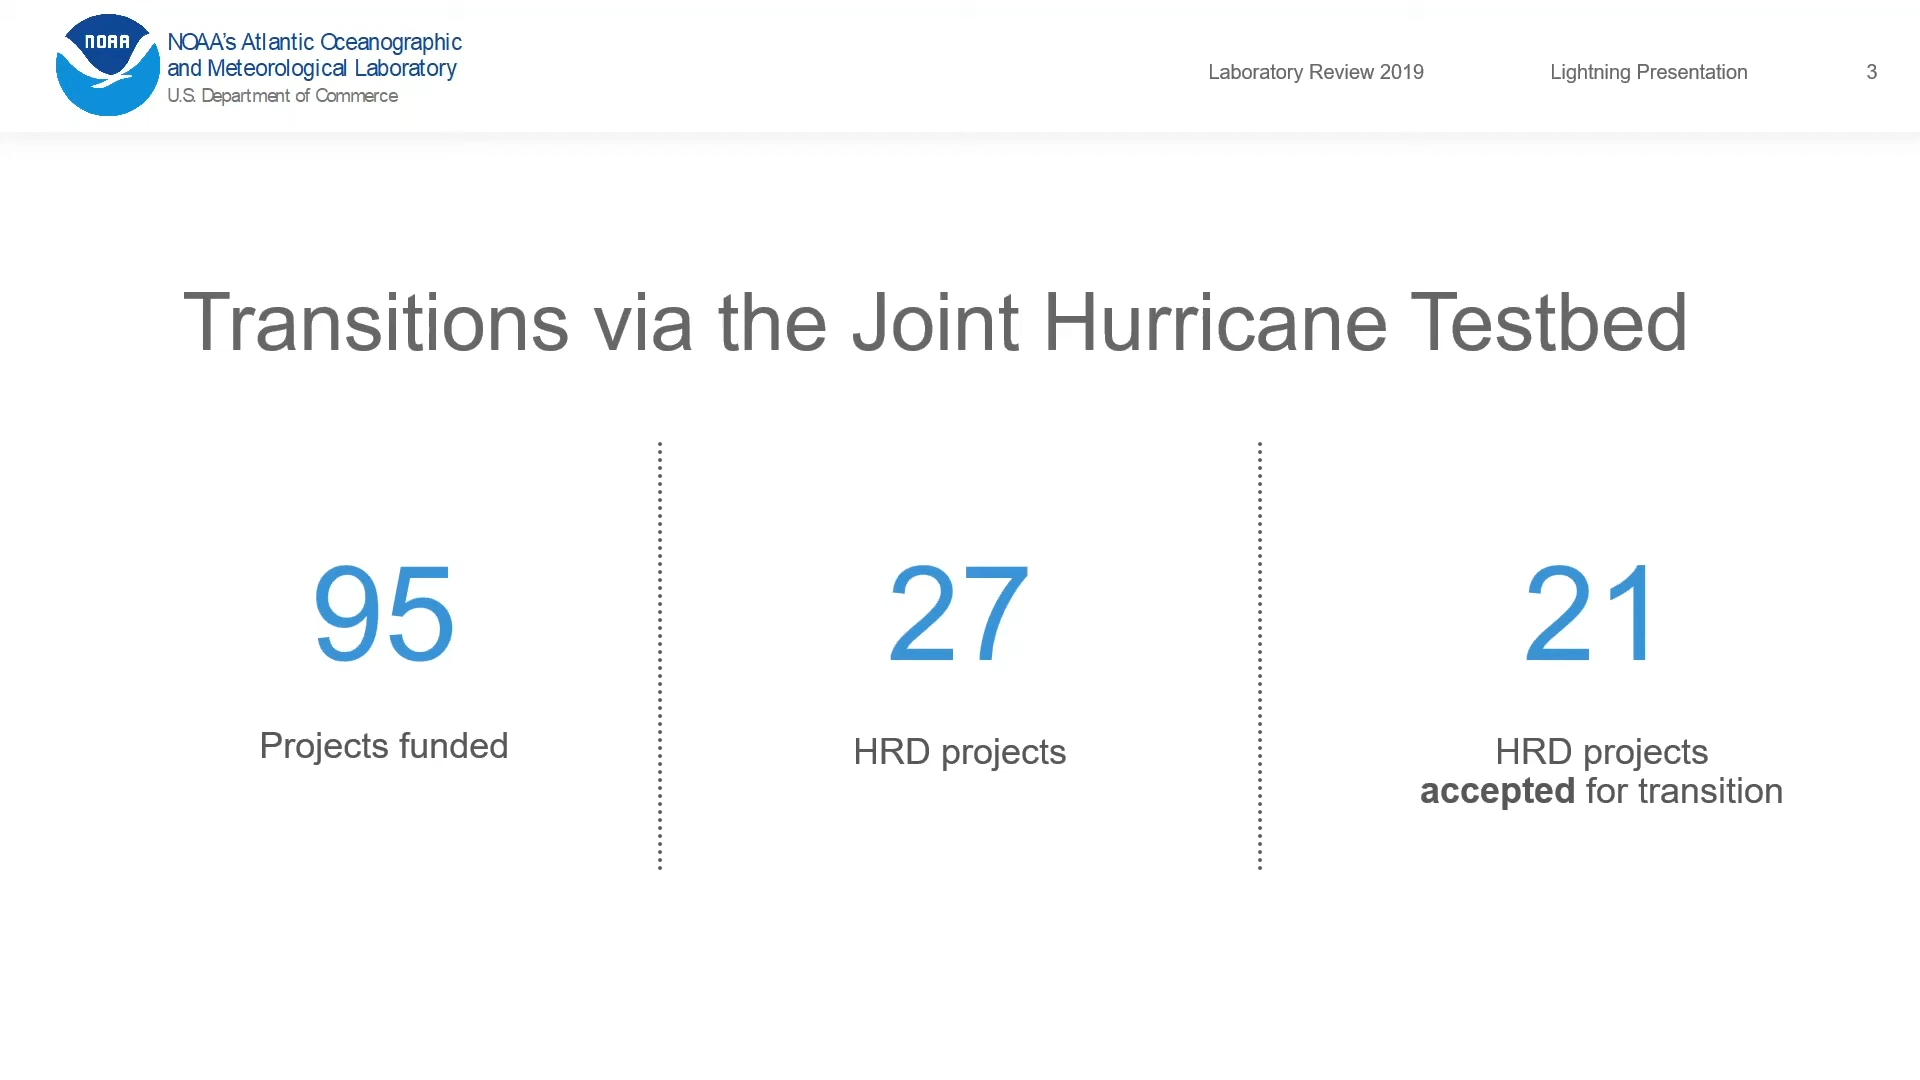 NOAA
NOAA's Atlantic Oceanographic
and Meteorological Laboratory
U.S. Department of Commerce
Laboratory Review 2019
Lightning Presentation
3
Transitions via the Joint Hurricane Testbed
95
Projects funded
27
HRD projects
21
HRD projects
accepted for transition